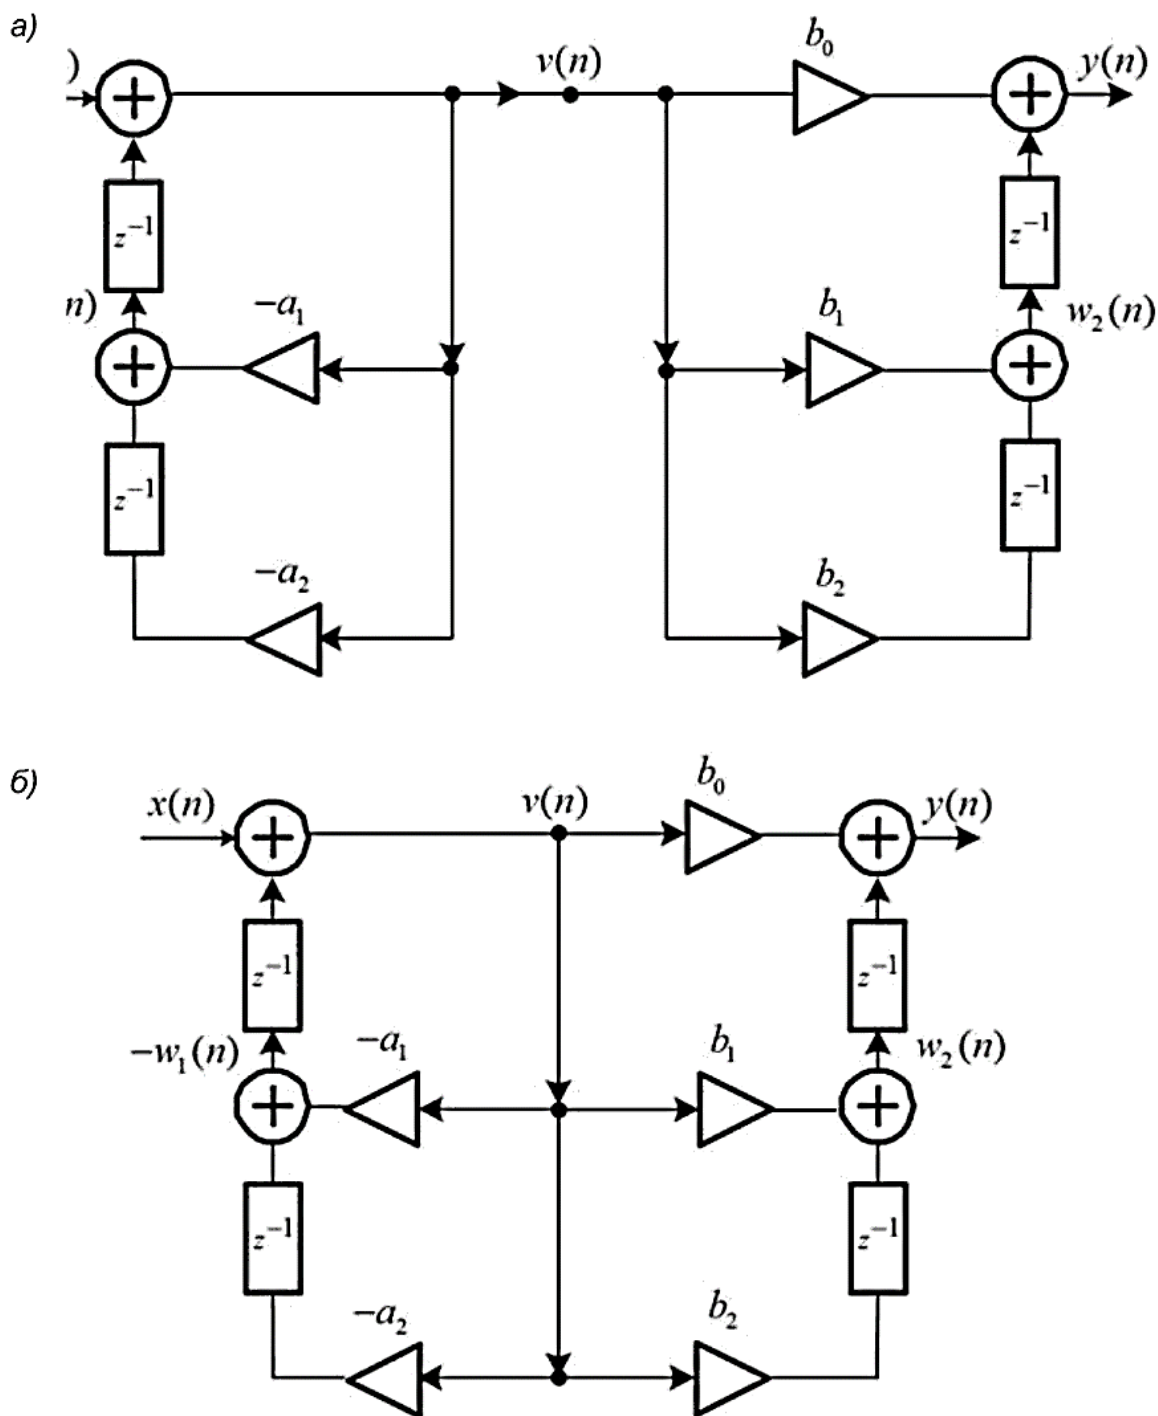 а)
)
v(n)
b₀
y(n)
z⁻¹
z⁻¹
n)
−a₁
b₁
w₂(n)
z⁻¹
z⁻¹
−a₂
b₂
б)
x(n)
v(n)
b₀
y(n)
z⁻¹
z⁻¹
−w₁(n)
−a₁
b₁
w₂(n)
z⁻¹
z⁻¹
−a₂
b₂